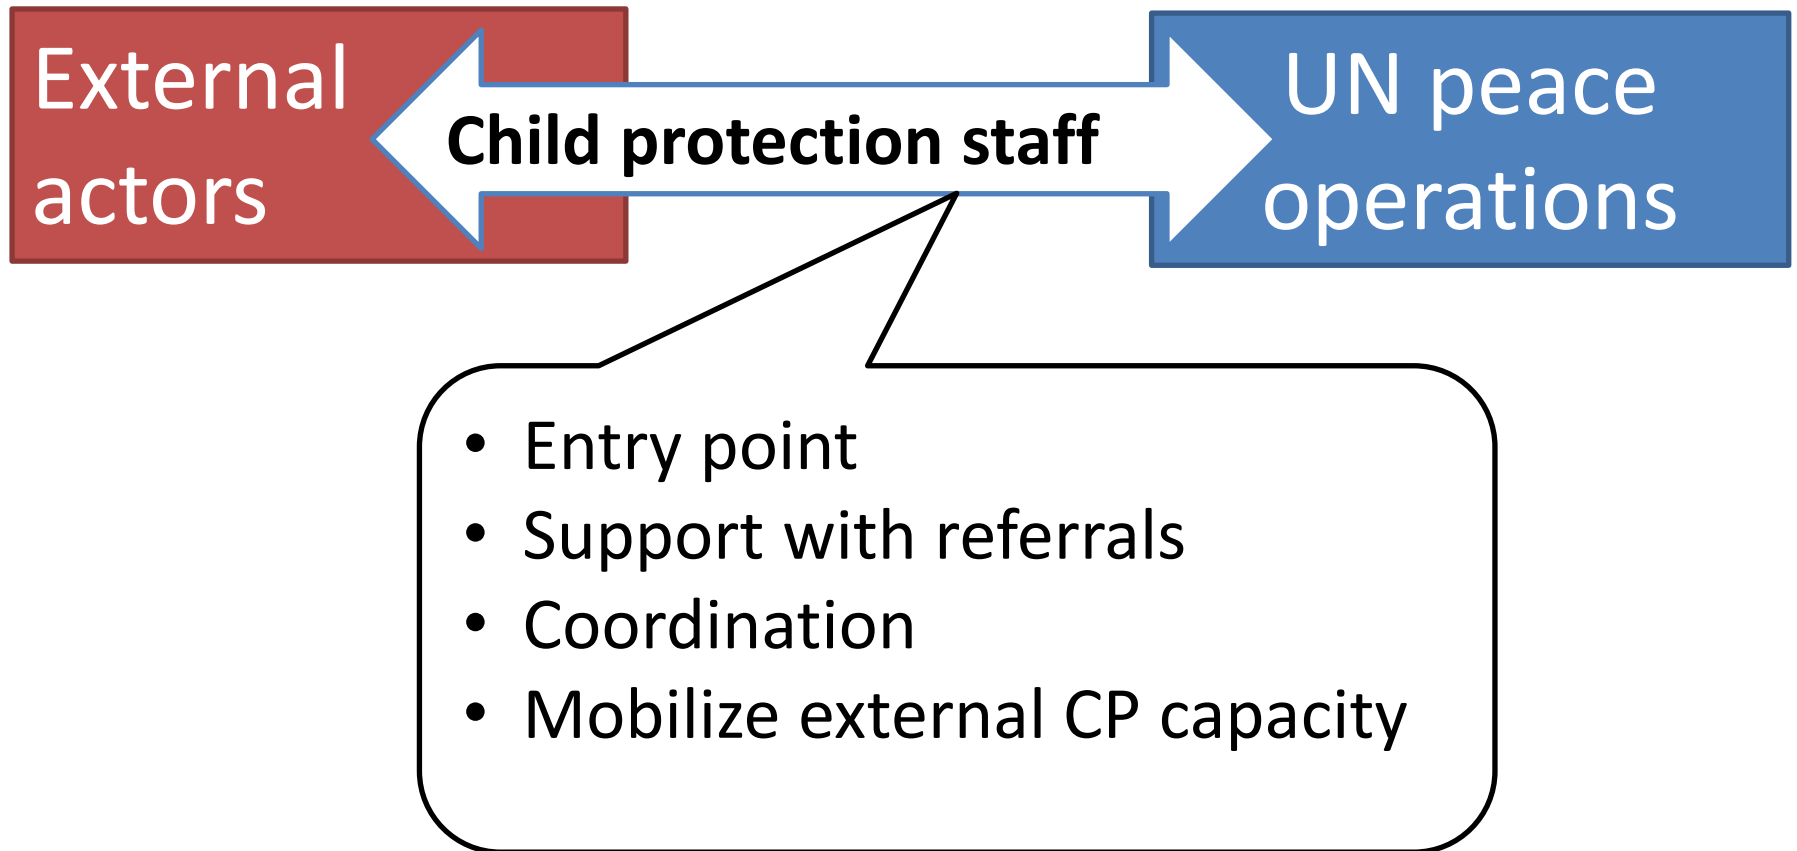 External
actors
Child protection staff
UN peace
operations
• Entry point
• Support with referrals
• Coordination
• Mobilize external CP capacity